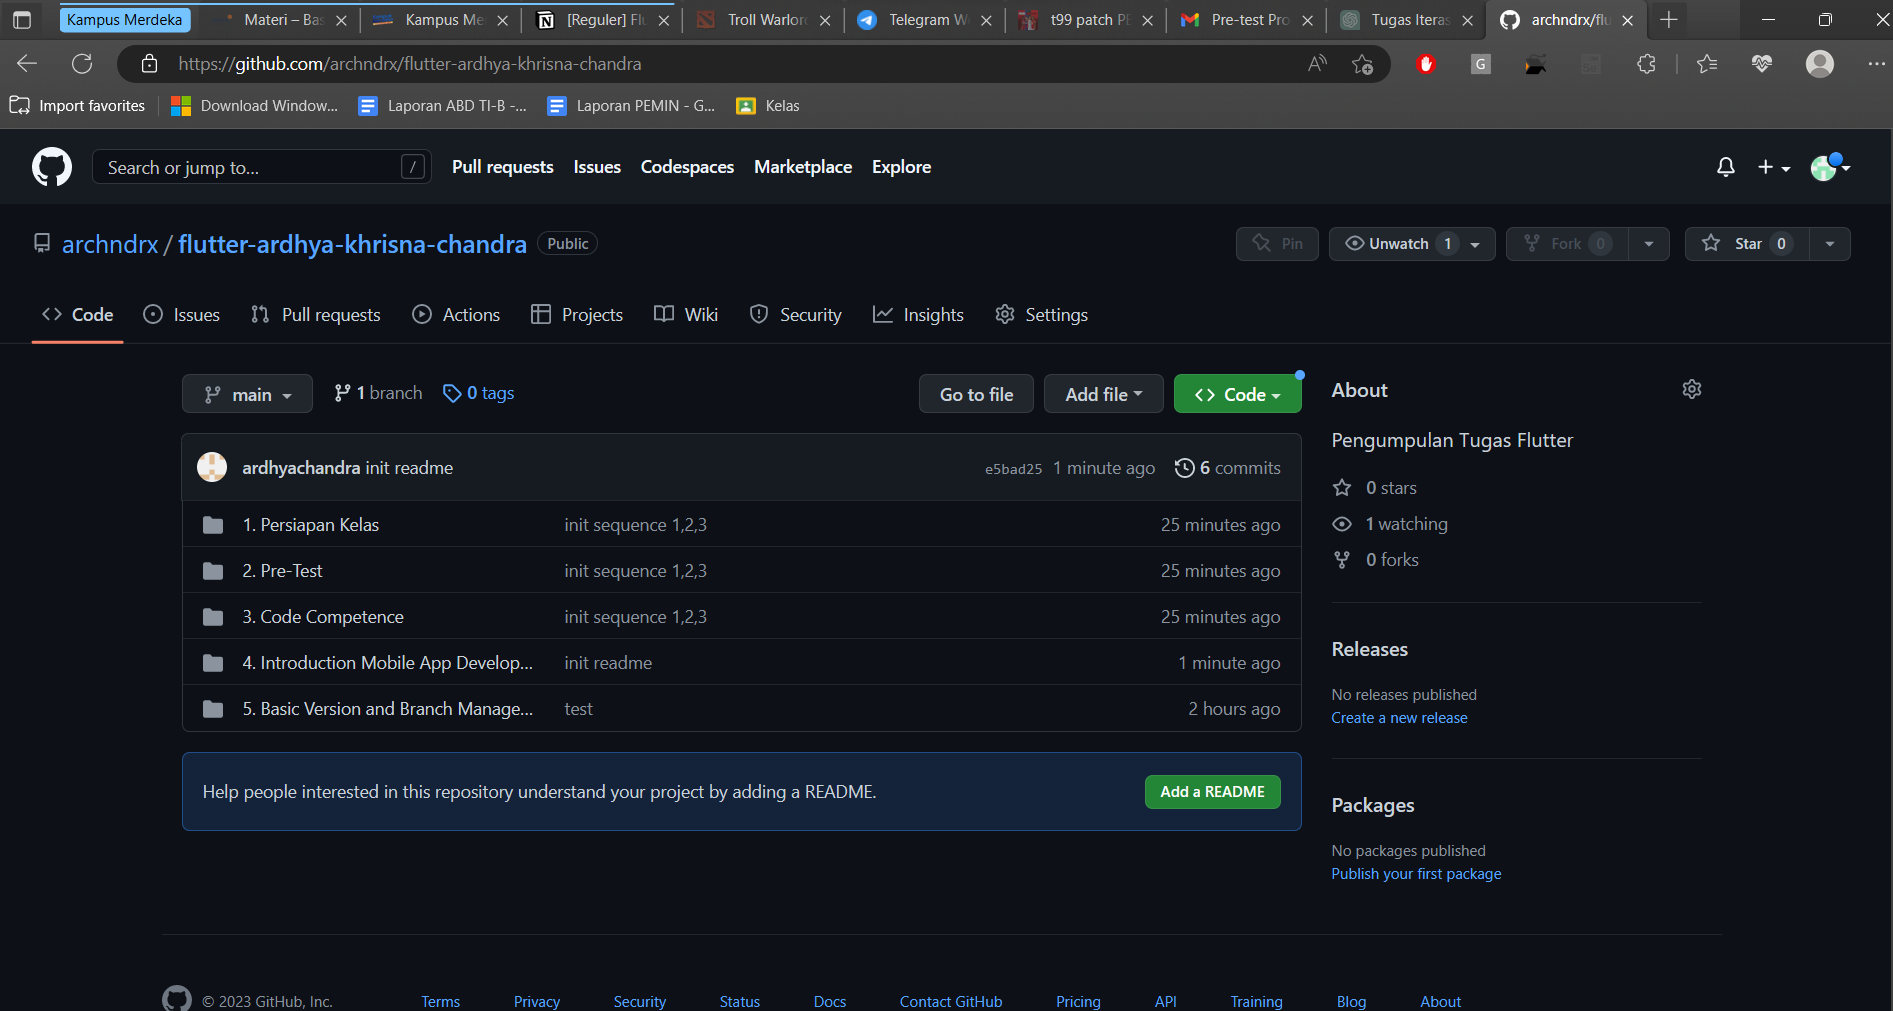 Kampus Merdeka
Materi – Bas
Kampus Me
[Reguler] Flu
Troll Warlor
Telegram W
t99 patch PE
Pre-test Pro
Tugas Iteras
archndrx/flu
https://github.com/archndrx/flutter-ardhya-khrisna-chandra
Import favorites
Download Window...
Laporan ABD TI-B -...
Laporan PEMIN - G...
Kelas
Search or jump to... /
Pull requests
Issues
Codespaces
Marketplace
Explore
archndrx / flutter-ardhya-khrisna-chandra Public
Pin
Unwatch 1
Fork 0
Star 0
Code
Issues
Pull requests
Actions
Projects
Wiki
Security
Insights
Settings
main
1 branch
0 tags
Go to file
Add file
Code
ardhyachandra init readme
e5bad25 1 minute ago
6 commits
1. Persiapan Kelas init sequence 1,2,3 25 minutes ago
2. Pre-Test init sequence 1,2,3 25 minutes ago
3. Code Competence init sequence 1,2,3 25 minutes ago
4. Introduction Mobile App Develop... init readme 1 minute ago
5. Basic Version and Branch Manage... test 2 hours ago
Help people interested in this repository understand your project by adding a README.
Add a README
About
Pengumpulan Tugas Flutter
0 stars
1 watching
0 forks
Releases
No releases published
Create a new release
Packages
No packages published
Publish your first package
© 2023 GitHub, Inc.
Terms
Privacy
Security
Status
Docs
Contact GitHub
Pricing
API
Training
Blog
About